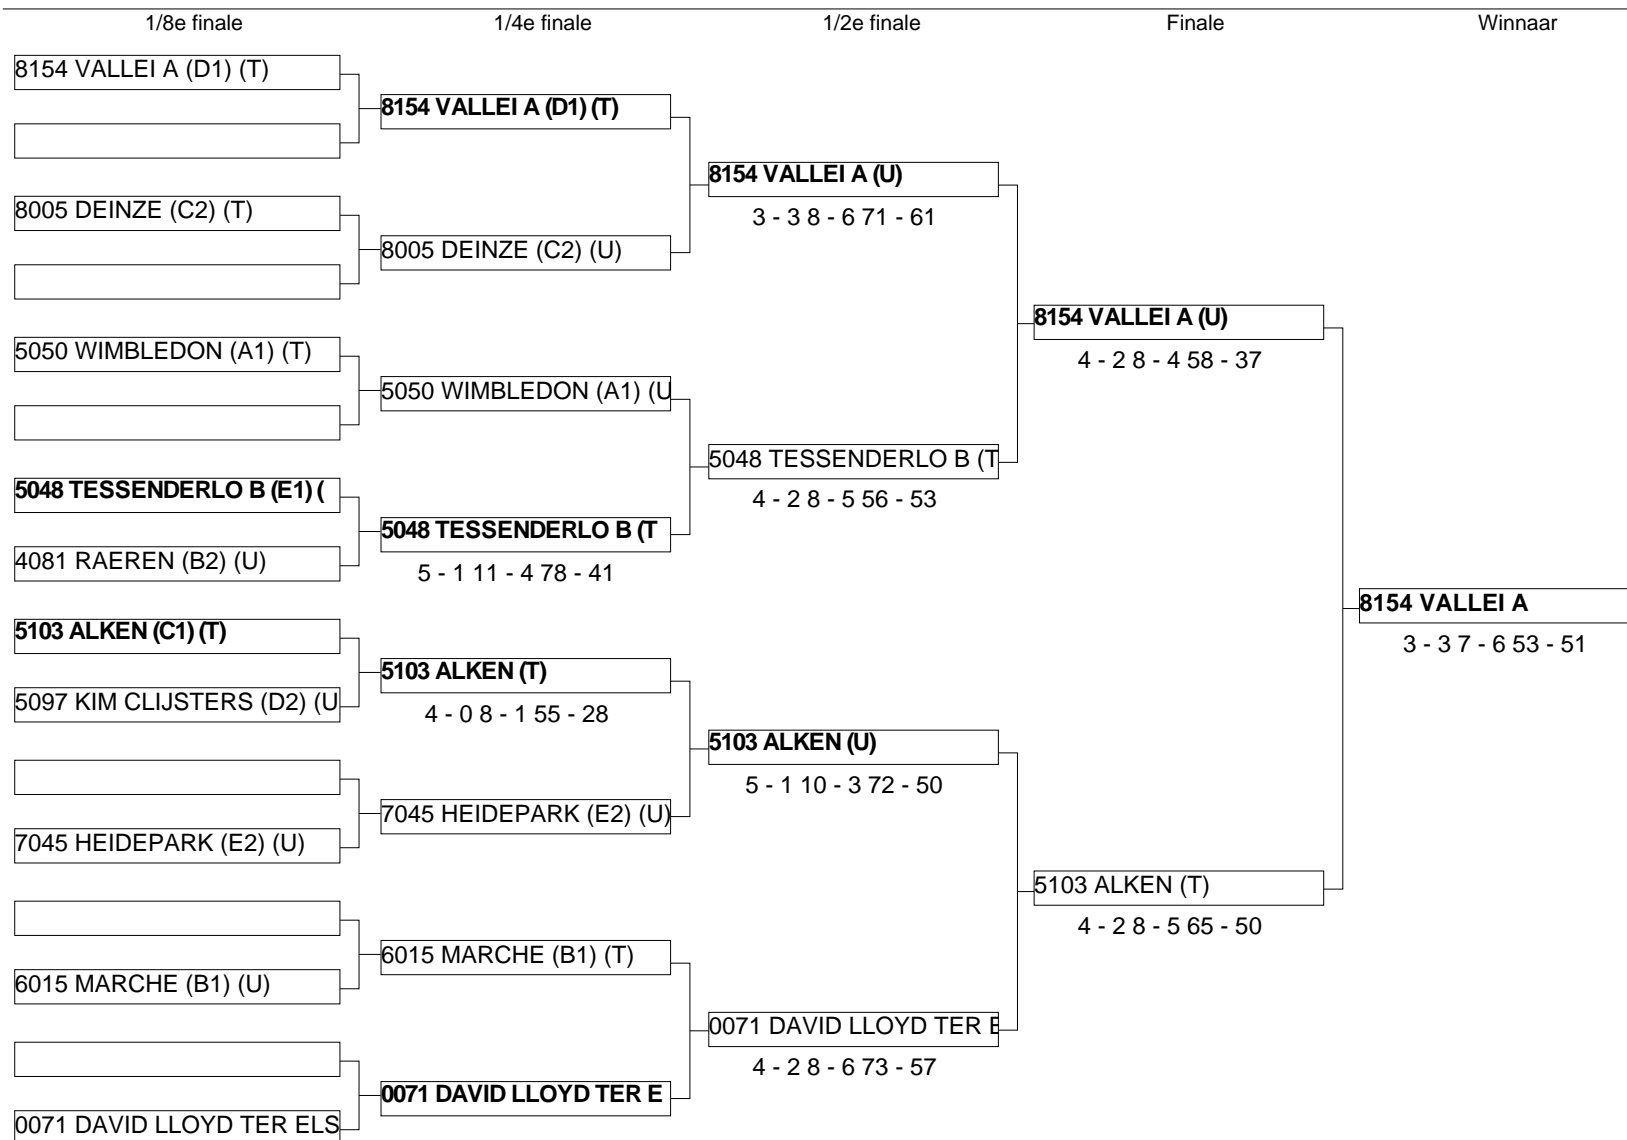 1/8e finale
1/4e finale
1/2e finale
Finale
Winnaar
8154 VALLEI A (D1) (T)
8005 DEINZE (C2) (T)
5050 WIMBLEDON (A1) (T)
5048 TESSENDERLO B (E1) (
4081 RAEREN (B2) (U)
5103 ALKEN (C1) (T)
5097 KIM CLIJSTERS (D2) (U
7045 HEIDEPARK (E2) (U)
6015 MARCHE (B1) (U)
0071 DAVID LLOYD TER ELS
8154 VALLEI A (D1) (T)
8005 DEINZE (C2) (U)
5050 WIMBLEDON (A1) (U
5048 TESSENDERLO B (T
5 - 1 11 - 4 78 - 41
5103 ALKEN (T)
4 - 0 8 - 1 55 - 28
7045 HEIDEPARK (E2) (U)
6015 MARCHE (B1) (T)
0071 DAVID LLOYD TER E
8154 VALLEI A (U)
3 - 3 8 - 6 71 - 61
5048 TESSENDERLO B (T
4 - 2 8 - 5 56 - 53
5103 ALKEN (U)
5 - 1 10 - 3 72 - 50
0071 DAVID LLOYD TER E
4 - 2 8 - 6 73 - 57
8154 VALLEI A (U)
4 - 2 8 - 4 58 - 37
5103 ALKEN (T)
4 - 2 8 - 5 65 - 50
8154 VALLEI A
3 - 3 7 - 6 53 - 51